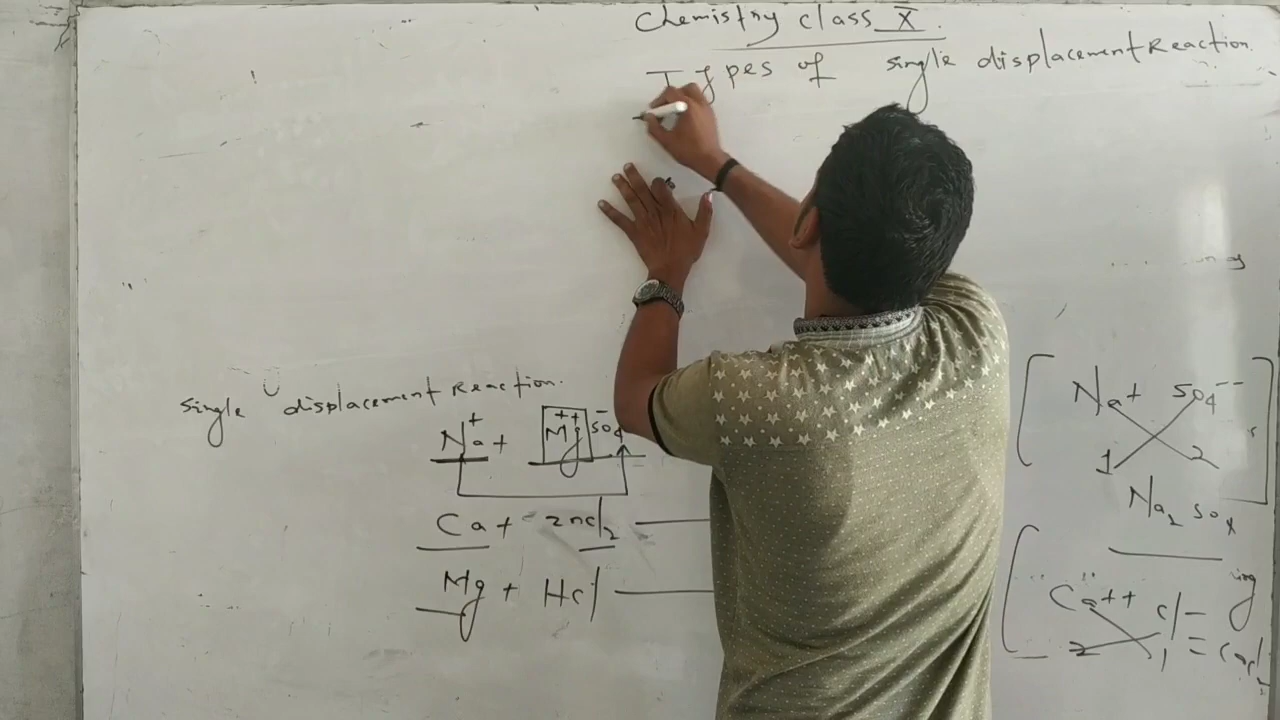 Chemistry class X
Types of single displacement Reaction.
single displacement Reaction.
Na+ + Mg++ SO4--
Ca + ZnCl2
Mg + HCl
Na+ SO4--
1 2
Na2 SO4
Ca++ Cl-
2 1 = CaCl2